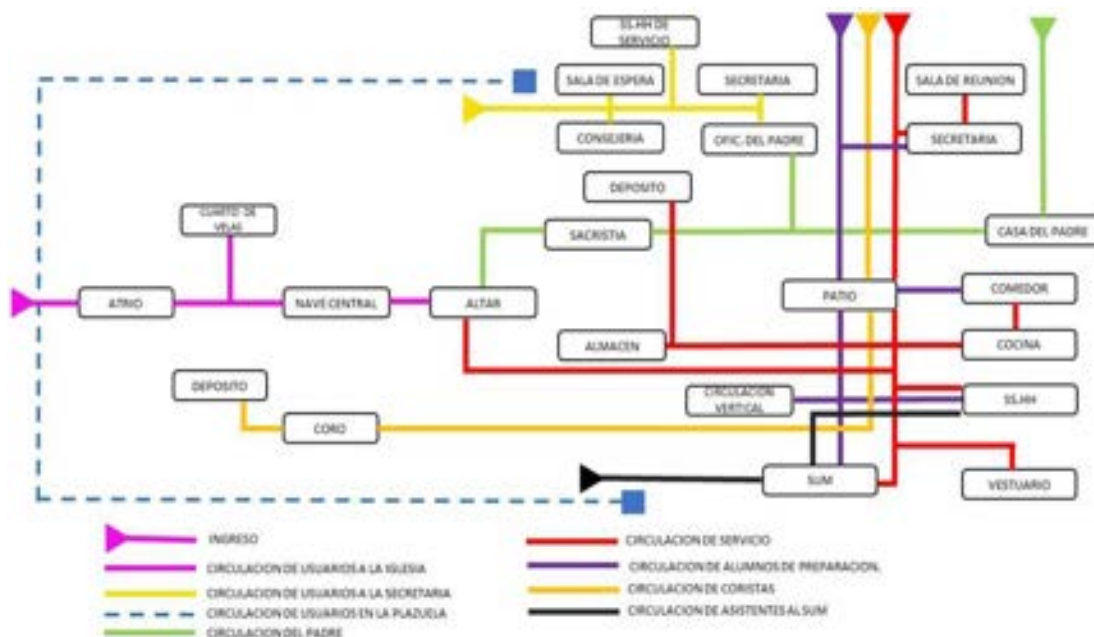 SS.HH DE
SERVICIO
SALA DE ESPERA
SECRETARIA
SALA DE REUNION
CONSEJERIA
OFIC. DEL PADRE
SECRETARIA
DEPOSITO
CUARTO DE
VELAS
SACRISTIA
CASA DEL PADRE
ATRIO
NAVE CENTRAL
ALTAR
PATIO
COMEDOR
ALMACEN
COCINA
DEPOSITO
CIRCULACION
VERTICAL
SS.HH
CORO
SUM
VESTUARIO
INGRESO
CIRCULACION DE USUARIOS A LA IGLESIA
CIRCULACION DE USUARIOS A LA SECRETARIA
CIRCULACION DE USUARIOS EN LA PLAZUELA
CIRCULACION DEL PADRE
CIRCULACION DE SERVICIO
CIRCULACION DE ALUMNOS DE PREPARACION.
CIRCULACION DE CORISTAS
CIRCULACION DE ASISTENTES AL SUM